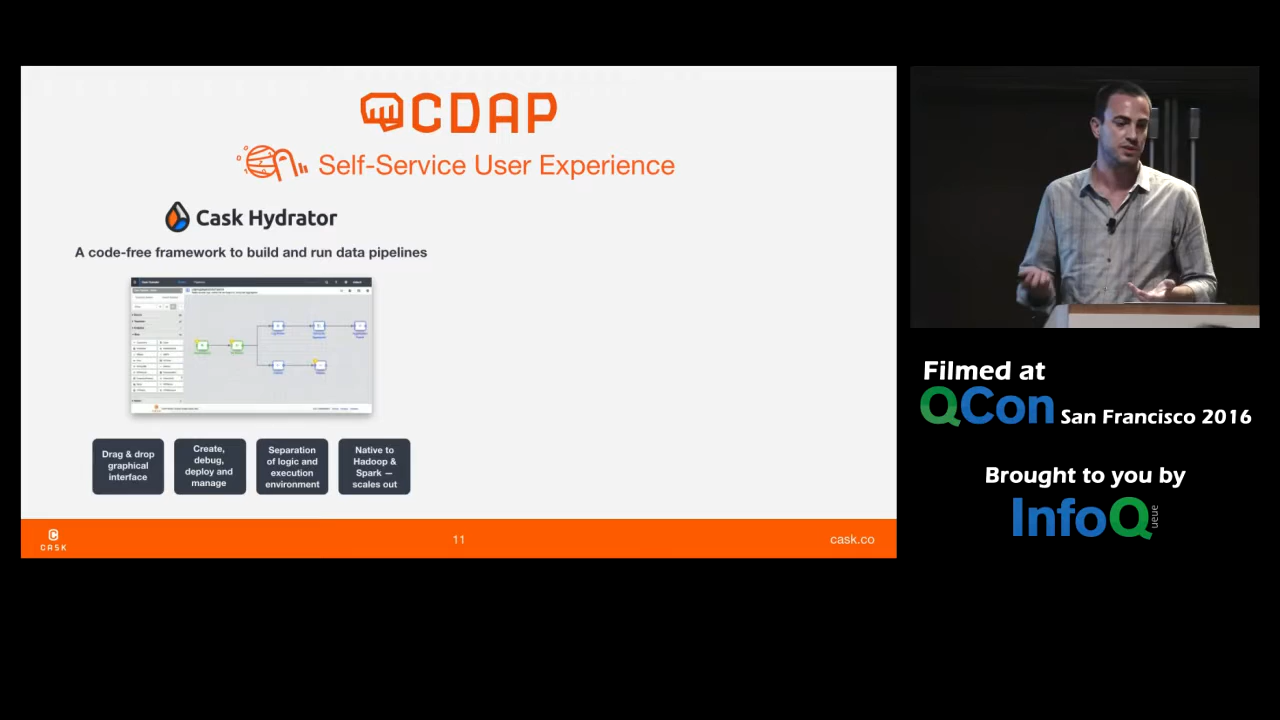 CDAP
Self-Service User Experience
Cask Hydrator
A code-free framework to build and run data pipelines
Drag & drop
graphical
interface
Create,
debug,
deploy and
manage
Separation
of logic and
execution
environment
Native to
Hadoop &
Spark —
scales out
CASK
11
cask.co
Filmed at
QCon San Francisco 2016
Brought to you by
InfoQueue